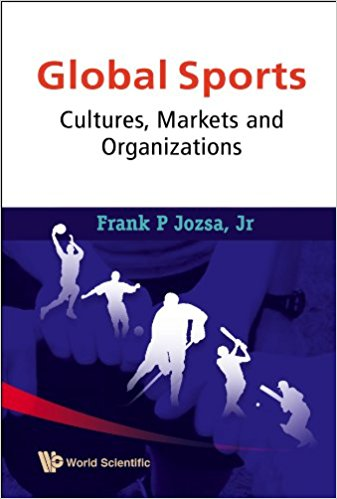 Global Sports
Cultures, Markets and
Organizations
Frank P Jozsa, Jr
World Scientific